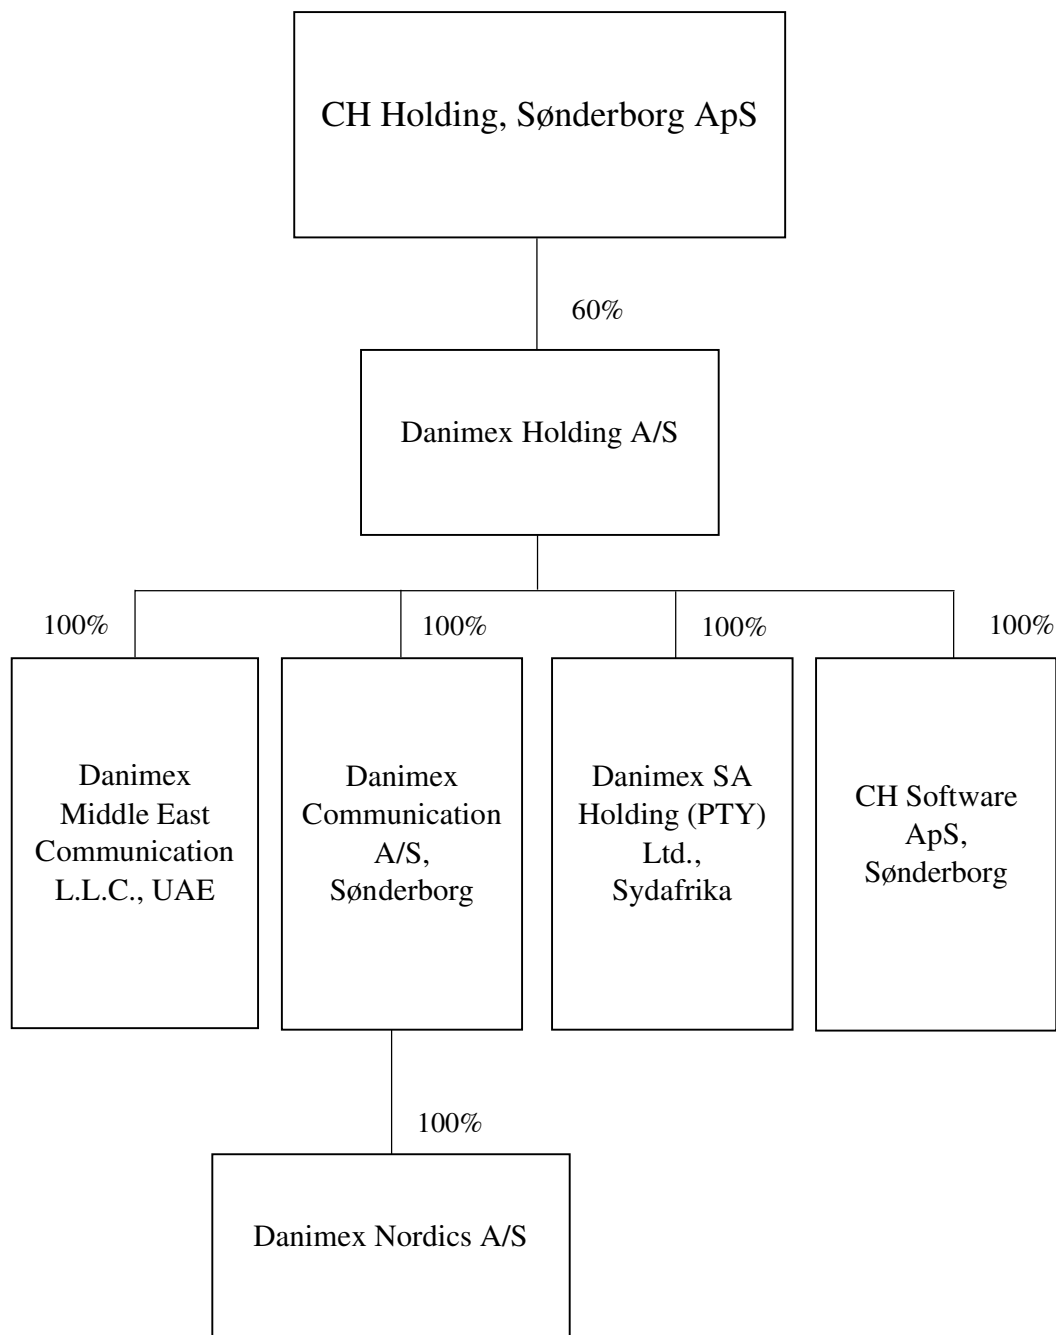 CH Holding, Sønderborg ApS
60%
Danimex Holding A/S
100%
100%
100%
100%
Danimex
Middle East
Communication
L.L.C., UAE
Danimex
Communication
A/S,
Sønderborg
Danimex SA
Holding (PTY)
Ltd.,
Sydafrika
CH Software
ApS,
Sønderborg
100%
Danimex Nordics A/S